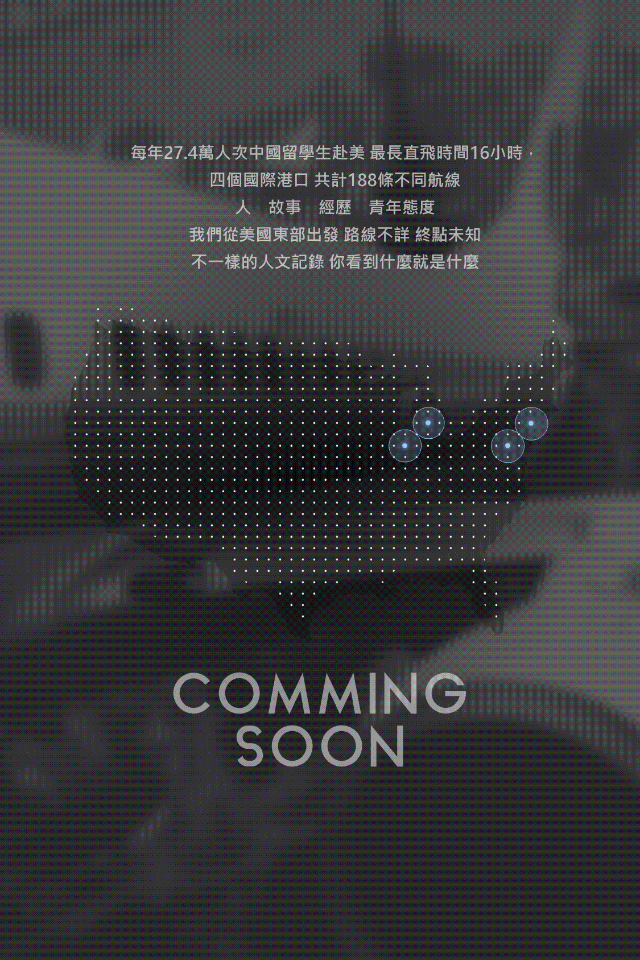 每年27.4萬人次中國留學生赴美 最長直飛時間16小時，
四個國際港口 共計188條不同航線
人　故事　經歷　青年態度
我們從美國東部出發 路線不詳 終點未知
不一樣的人文記錄 你看到什麼就是什麼
COMMING
SOON